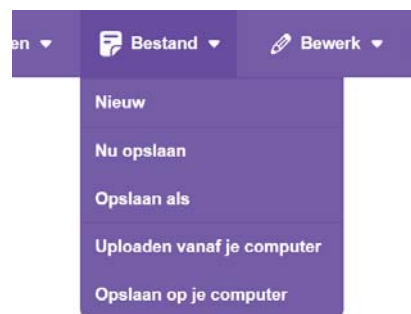 en Bestand Bewerk
Nieuw
Nu opslaan
Opslaan als
Uploaden vanaf je computer
Opslaan op je computer